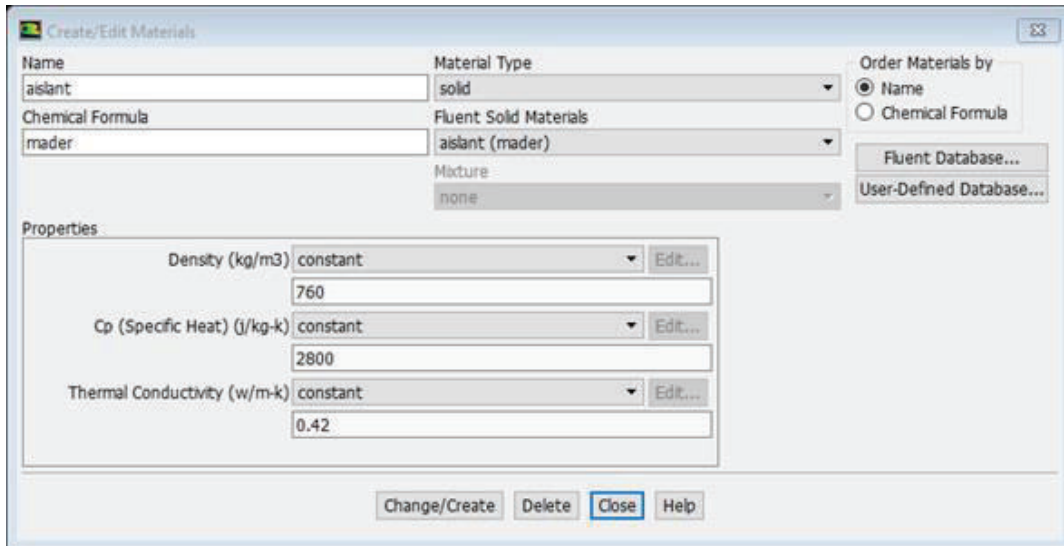 Create/Edit Materials
Name
Material Type
Order Materials by
aislant
solid
Name
Chemical Formula
Fluent Solid Materials
Chemical Formula
mader
aislant (mader)
Fluent Database...
Mixture
User-Defined Database...
none
Properties
Density (kg/m3) constant Edit...
760
Cp (Specific Heat) (j/kg-k) constant Edit...
2800
Thermal Conductivity (w/m-k) constant Edit...
0.42
Change/Create Delete Close Help